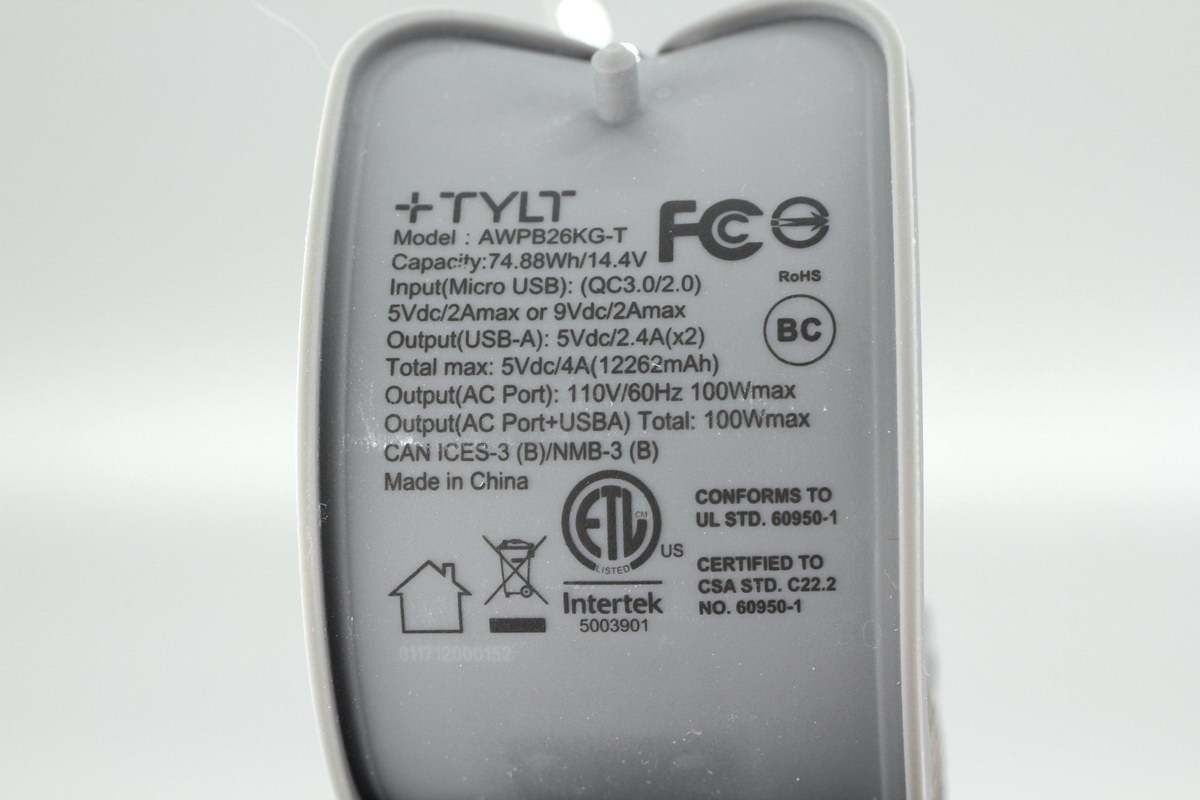 +TYLT
Model : AWPB26KG-T
Capacity:74.88Wh/14.4V
Input(Micro USB): (QC3.0/2.0)
5Vdc/2Amax or 9Vdc/2Amax
Output(USB-A): 5Vdc/2.4A(x2)
Total max: 5Vdc/4A(12262mAh)
Output(AC Port): 110V/60Hz 100Wmax
Output(AC Port+USBA) Total: 100Wmax
CAN ICES-3 (B)/NMB-3 (B)
Made in China
FC
RoHS
BC
ETL CM
LISTED
US
Intertek
5003901
CONFORMS TO
UL STD. 60950-1
CERTIFIED TO
CSA STD. C22.2
NO. 60950-1